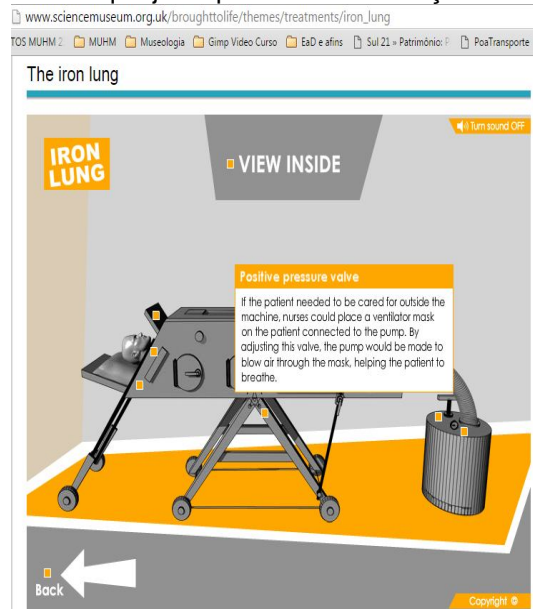 www.sciencemuseum.org.uk/broughttolife/themes/treatments/iron_lung
TOS MUHM 2 MUHM Museologia Gimp Video Curso EaD e afins Sul 21 » Patrimônio: P PoaTransporte
The iron lung
Turn sound OFF
IRON
LUNG
VIEW INSIDE
Positive pressure valve
If the patient needed to be cared for outside the
machine, nurses could place a ventilator mask
on the patient connected to the pump. By
adjusting this valve, the pump would be made to
blow air through the mask, helping the patient to
breathe.
Back
Copyright ©